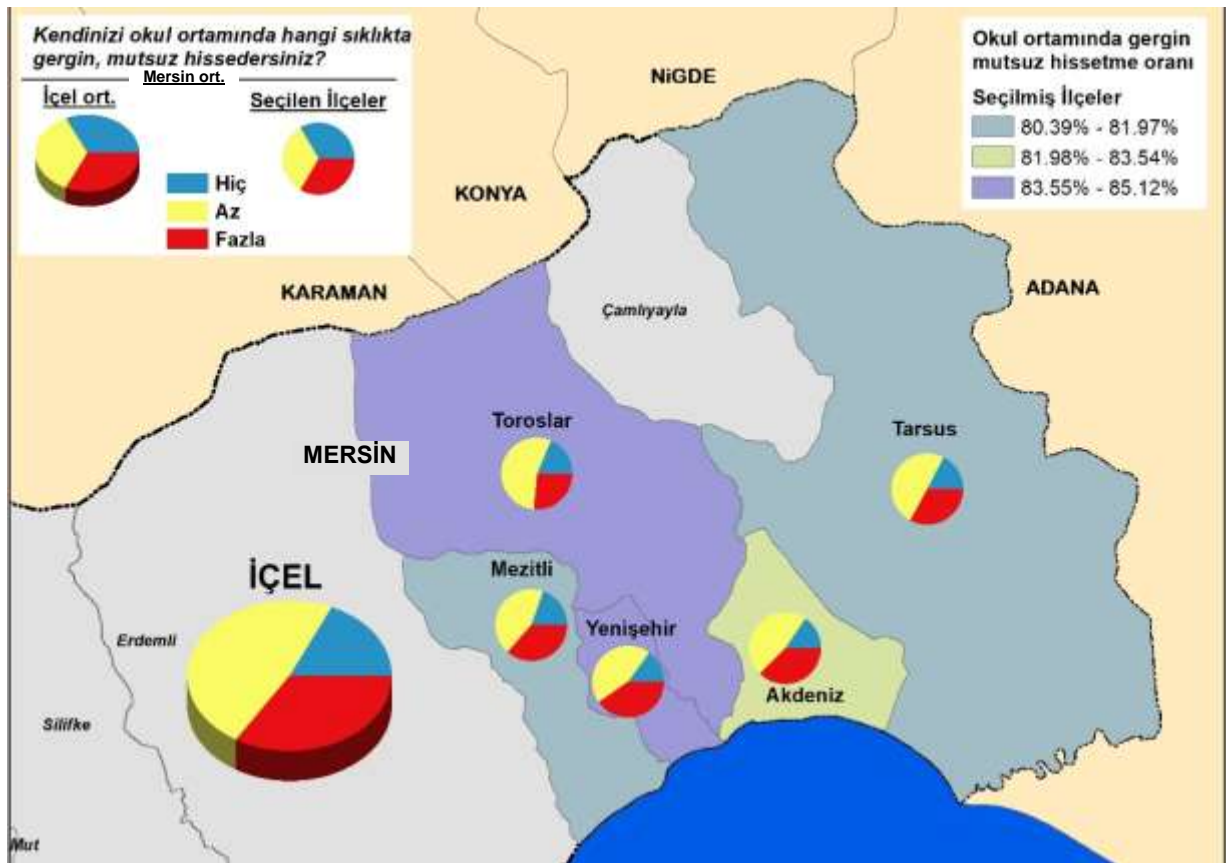 Kendinizi okul ortamında hangi sıklıkta
gergin, mutsuz hissedersiniz?
Mersin ort.
İçel ort.
Seçilen İlçeler
Hiç
Az
Fazla
Okul ortamında gergin
mutsuz hissetme oranı
Seçilmiş İlçeler
80.39% - 81.97%
81.98% - 83.54%
83.55% - 85.12%
NiĞDE
KONYA
KARAMAN
ADANA
Çamlıyayla
Toroslar
Tarsus
MERSİN
Mezitli
İÇEL
Yenişehir
Erdemli
Akdeniz
Silifke
Mut